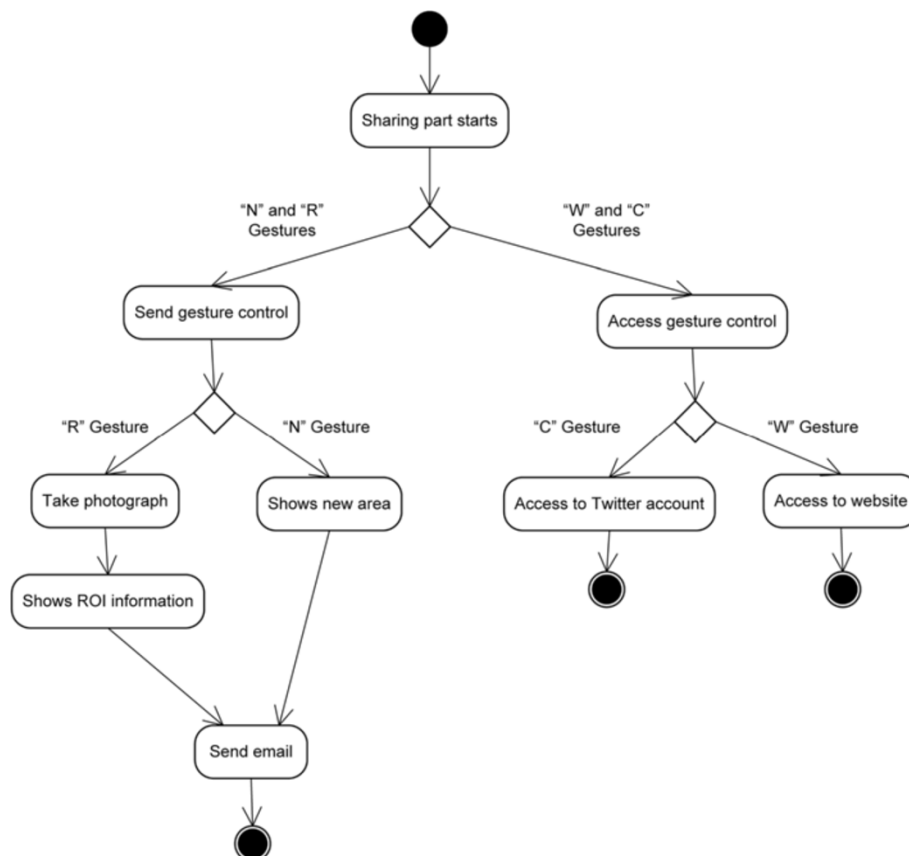 Sharing part starts
“N” and “R”
Gestures
“W” and “C”
Gestures
Send gesture control
Access gesture control
“R” Gesture
“N” Gesture
“C” Gesture
“W” Gesture
Take photograph
Shows new area
Access to Twitter account
Access to website
Shows ROI information
Send email